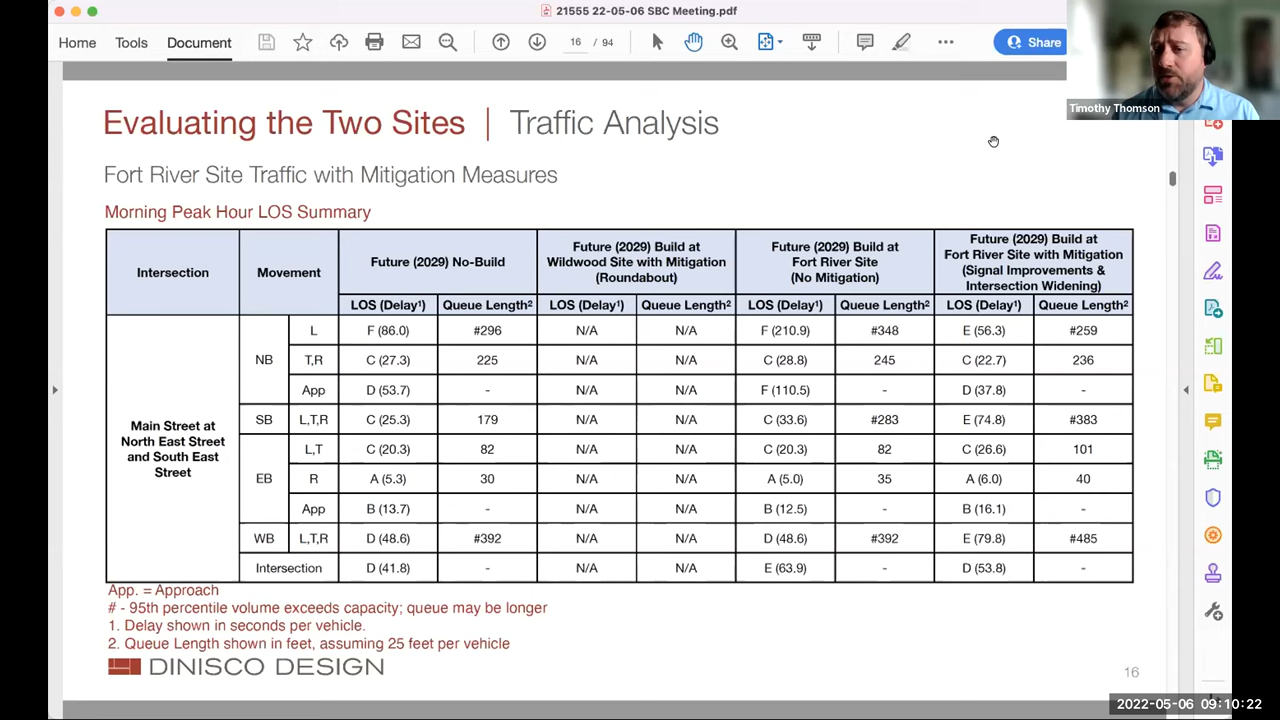 21555 22-05-06 SBC Meeting.pdf
Home Tools Document 16 / 94 Share
Timothy Thomson
Evaluating the Two Sites | Traffic Analysis
Fort River Site Traffic with Mitigation Measures
Morning Peak Hour LOS Summary
Intersection Movement Future (2029) No-Build Future (2029) Build at Wildwood Site with Mitigation (Roundabout) Future (2029) Build at Fort River Site (No Mitigation) Future (2029) Build at Fort River Site with Mitigation (Signal Improvements & Intersection Widening)
LOS (Delay¹) Queue Length² LOS (Delay¹) Queue Length² LOS (Delay¹) Queue Length² LOS (Delay¹) Queue Length²
Main Street at North East Street and South East Street
NB L F (86.0) #296 N/A N/A F (210.9) #348 E (56.3) #259
T,R C (27.3) 225 N/A N/A C (28.8) 245 C (22.7) 236
App D (53.7) - N/A N/A F (110.5) - D (37.8) -
SB L,T,R C (25.3) 179 N/A N/A C (33.6) #283 E (74.8) #383
EB L,T C (20.3) 82 N/A N/A C (20.3) 82 C (26.6) 101
R A (5.3) 30 N/A N/A A (5.0) 35 A (6.0) 40
App B (13.7) - N/A N/A B (12.5) - B (16.1) -
WB L,T,R D (48.6) #392 N/A N/A D (48.6) #392 E (79.8) #485
Intersection D (41.8) - N/A N/A E (63.9) - D (53.8) -
App. = Approach
# - 95th percentile volume exceeds capacity; queue may be longer
1. Delay shown in seconds per vehicle.
2. Queue Length shown in feet, assuming 25 feet per vehicle
DINISCO DESIGN
16
2022-05-06 09:10:22